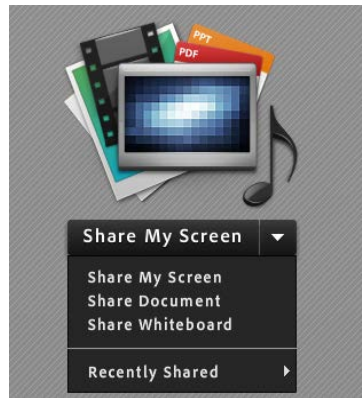 PPT
PDF
Share My Screen
Share My Screen
Share Document
Share Whiteboard
Recently Shared